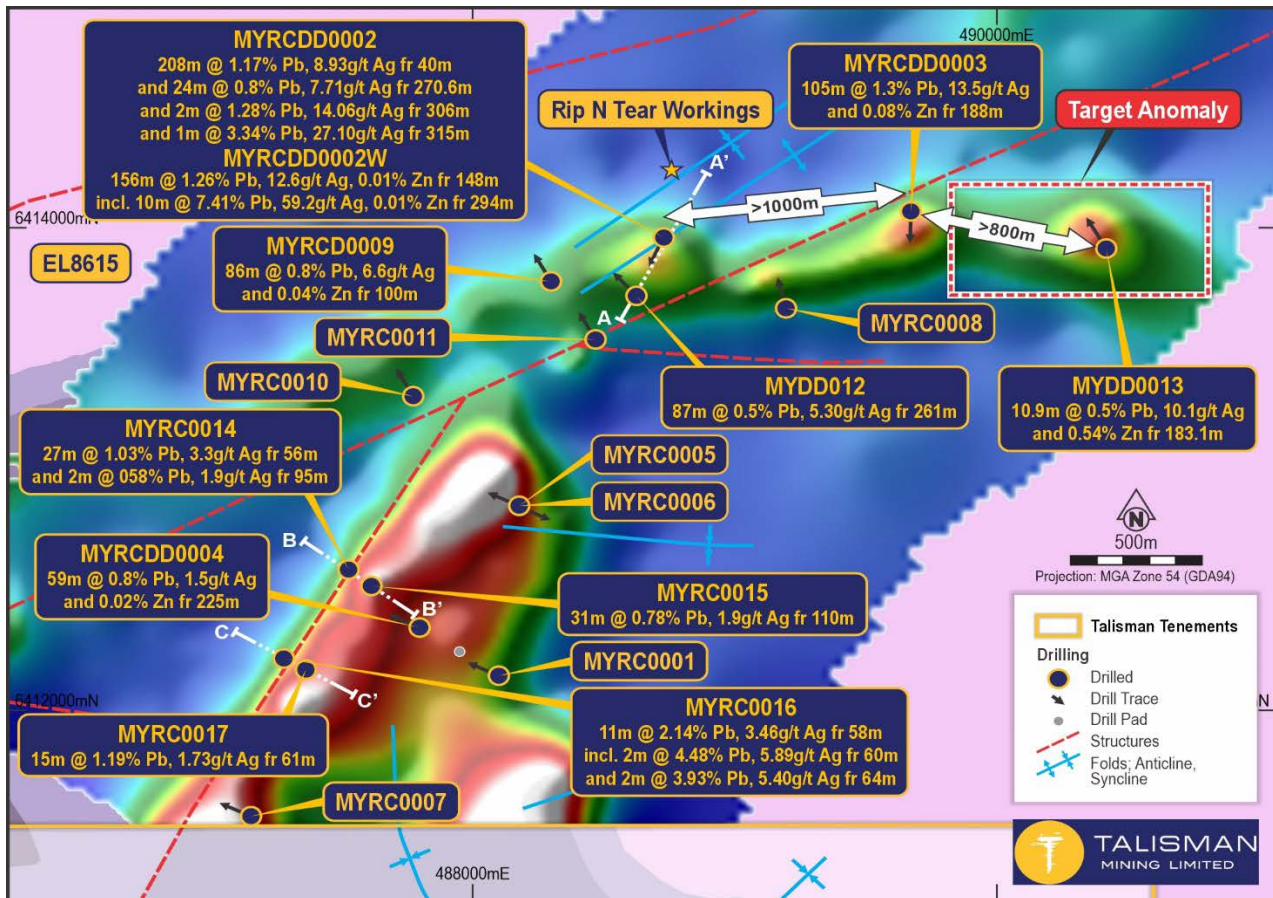 MYRCDD0002
208m @ 1.17% Pb, 8.93g/t Ag fr 40m
and 24m @ 0.8% Pb, 7.71g/t Ag fr 270.6m
and 2m @ 1.28% Pb, 14.06g/t Ag fr 306m
and 1m @ 3.34% Pb, 27.10g/t Ag fr 315m
MYRCDD0002W
156m @ 1.26% Pb, 12.6g/t Ag, 0.01% Zn fr 148m
incl. 10m @ 7.41% Pb, 59.2g/t Ag, 0.01% Zn fr 294m
490000mE
MYRCDD0003
105m @ 1.3% Pb, 13.5g/t Ag
and 0.08% Zn fr 188m
Rip N Tear Workings
Target Anomaly
A'
>1000m
>800m
6414000mN
EL8615
MYRCD0009
86m @ 0.8% Pb, 6.6g/t Ag
and 0.04% Zn fr 100m
A
MYRC0008
MYRC0011
MYRC0010
MYDD012
87m @ 0.5% Pb, 5.30g/t Ag fr 261m
MYDD0013
10.9m @ 0.5% Pb, 10.1g/t Ag
and 0.54% Zn fr 183.1m
MYRC0014
27m @ 1.03% Pb, 3.3g/t Ag fr 56m
and 2m @ 058% Pb, 1.9g/t Ag fr 95m
MYRC0005
MYRC0006
B
B'
MYRCDD0004
59m @ 0.8% Pb, 1.5g/t Ag
and 0.02% Zn fr 225m
MYRC0015
31m @ 0.78% Pb, 1.9g/t Ag fr 110m
C
C'
MYRC0001
6412000mN
N
MYRC0017
15m @ 1.19% Pb, 1.73g/t Ag fr 61m
MYRC0016
11m @ 2.14% Pb, 3.46g/t Ag fr 58m
incl. 2m @ 4.48% Pb, 5.89g/t Ag fr 60m
and 2m @ 3.93% Pb, 5.40g/t Ag fr 64m
MYRC0007
488000mE
N
500m
Projection: MGA Zone 54 (GDA94)
Talisman Tenements
Drilling
Drilled
Drill Trace
Drill Pad
Structures
Folds; Anticline,
Syncline
TALISMAN
MINING LIMITED